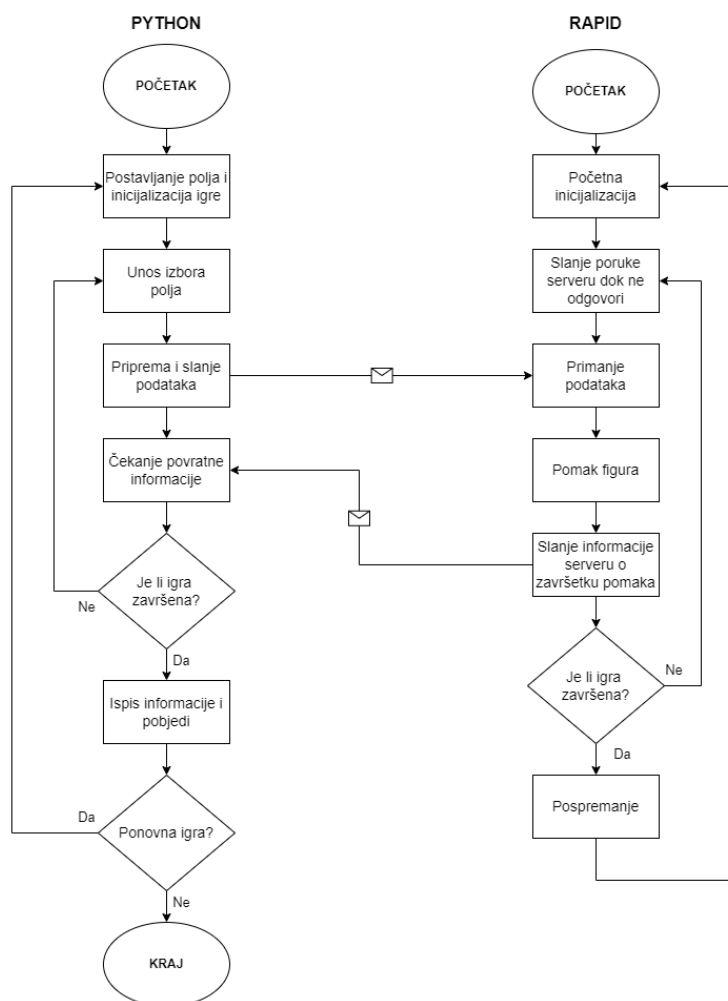 PYTHON
POČETAK
Postavljanje polja i
inicijalizacija igre
Unos izbora
polja
Priprema i slanje
podataka
Čekanje povratne
informacije
Je li igra
završena?
Ne
Da
Ispis informacije i
pobjedi
Ponovna igra?
Da
Ne
KRAJ
RAPID
POČETAK
Početna
inicijalizacija
Slanje poruke
serveru dok ne
odgovori
Primanje
podataka
Pomak figura
Slanje informacije
serveru o
završetku pomaka
Je li igra
završena?
Ne
Da
Pospremanje